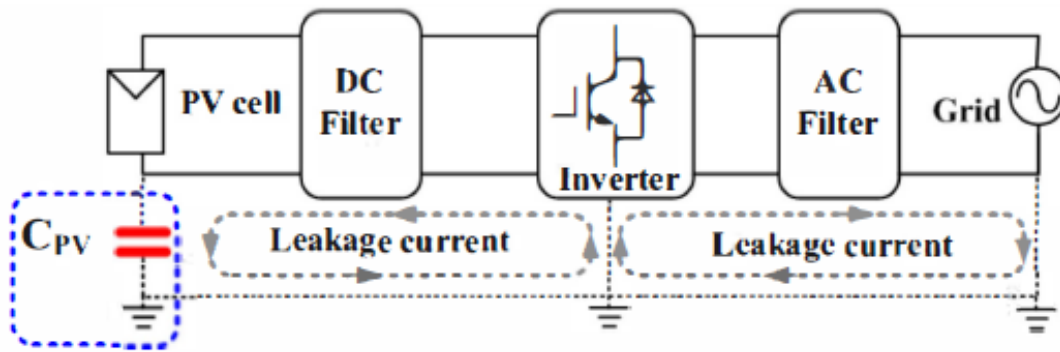 PV cell
DC
Filter
Inverter
AC
Filter
Grid
CPV
Leakage current
Leakage current